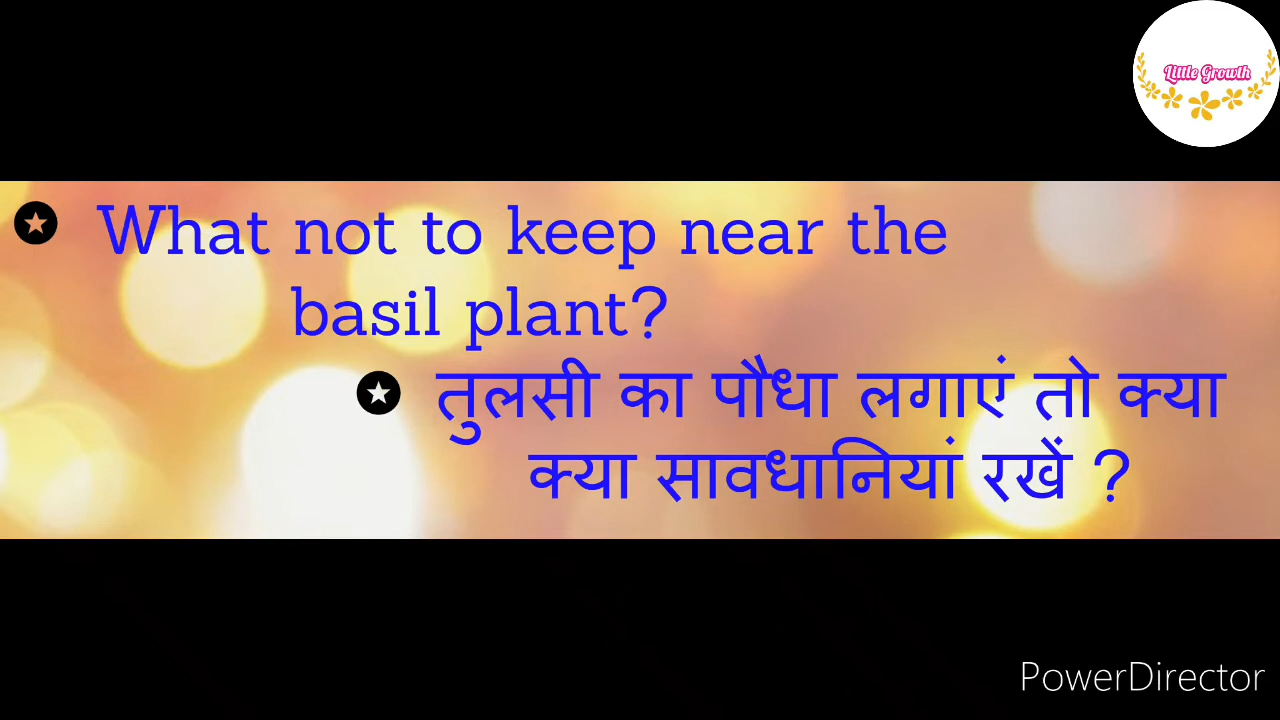 Little Growth
What not to keep near the
basil plant?
तुलसी का पौधा लगाएं तो क्या
क्या सावधानियां रखें ?
PowerDirector